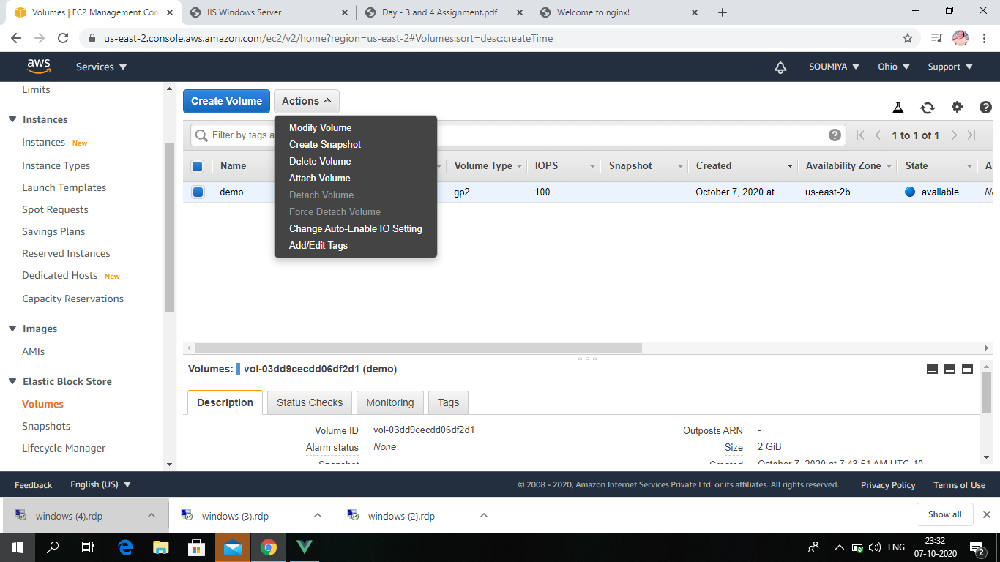 Volumes | EC2 Management Con
IIS Windows Server
Day - 3 and 4 Assignment.pdf
Welcome to nginx!
us-east-2.console.aws.amazon.com/ec2/v2/home?region=us-east-2#Volumes:sort=desc:createTime
aws
Services
SOUMIYA
Ohio
Support
Limits
Instances
Instances New
Instance Types
Launch Templates
Spot Requests
Savings Plans
Reserved Instances
Dedicated Hosts New
Capacity Reservations
Images
AMIs
Elastic Block Store
Volumes
Snapshots
Lifecycle Manager
Create Volume
Actions
Modify Volume
Create Snapshot
Delete Volume
Attach Volume
Detach Volume
Force Detach Volume
Change Auto-Enable IO Setting
Add/Edit Tags
Filter by tags a
1 to 1 of 1
Name Volume Type IOPS Snapshot Created Availability Zone State A
demo gp2 100 October 7, 2020 at ... us-east-2b available
Volumes: vol-03dd9cecdd06df2d1 (demo)
Description Status Checks Monitoring Tags
Volume ID vol-03dd9cecdd06df2d1 Outposts ARN -
Alarm status None Size 2 GiB
Snapshot Created October 7, 2020 at 7:43:51 AM UTC-10
Feedback
English (US)
© 2008 - 2020, Amazon Internet Services Private Ltd. or its affiliates. All rights reserved.
Privacy Policy
Terms of Use
windows (4).rdp
windows (3).rdp
windows (2).rdp
Show all
ENG
23:32
07-10-2020
2